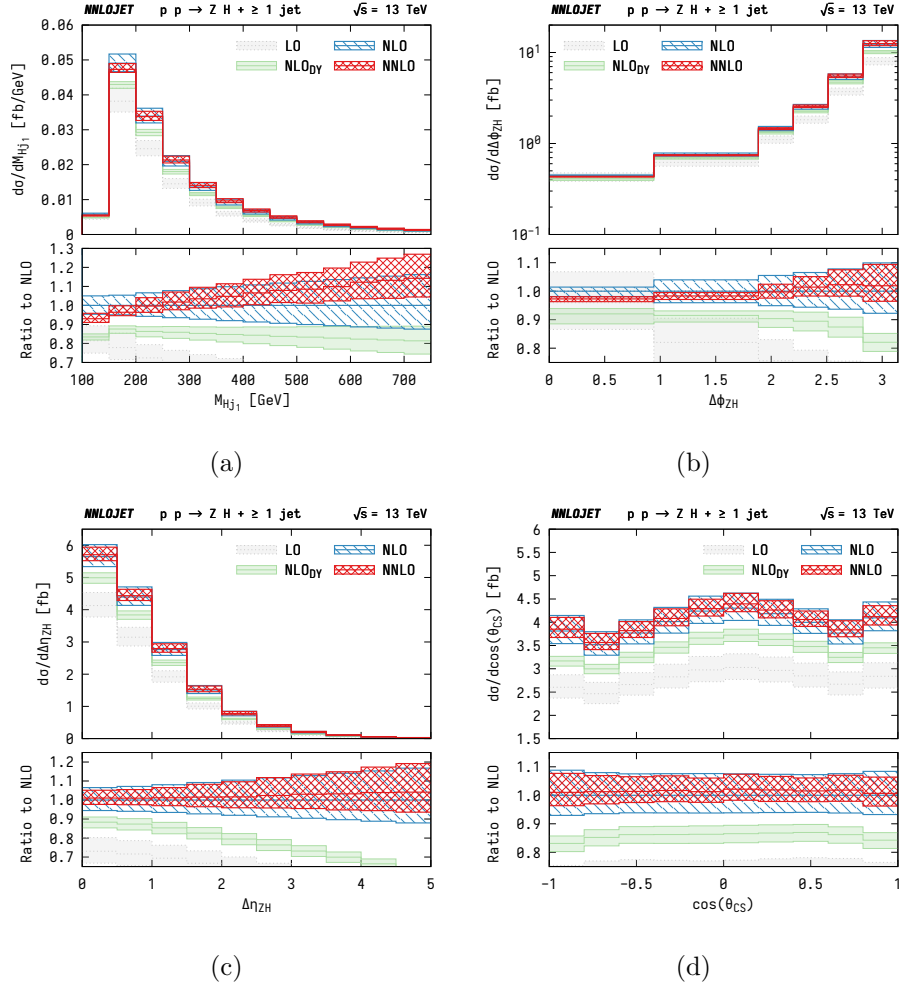 NNLOJET p p → Z H + ≥ 1 jet √s = 13 TeV
LO NLO
NLO_DY NNLO
dσ/dM_Hj₁ [fb/GeV]
0.06
0.05
0.04
0.03
0.02
0.01
0
Ratio to NLO
1.3
1.2
1.1
1.0
0.9
0.8
0.7
100 200 300 400 500 600 700
M_Hj₁ [GeV]
(a)
NNLOJET p p → Z H + ≥ 1 jet √s = 13 TeV
LO NLO
NLO_DY NNLO
dσ/dΔϕ_ZH [fb]
10¹
10⁰
10⁻¹
Ratio to NLO
1.1
1.0
0.9
0.8
0 0.5 1 1.5 2 2.5 3
Δϕ_ZH
(b)
NNLOJET p p → Z H + ≥ 1 jet √s = 13 TeV
LO NLO
NLO_DY NNLO
dσ/dΔη_ZH [fb]
6
5
4
3
2
1
0
Ratio to NLO
1.2
1.1
1.0
0.9
0.8
0.7
0 1 2 3 4 5
Δη_ZH
(c)
NNLOJET p p → Z H + ≥ 1 jet √s = 13 TeV
LO NLO
NLO_DY NNLO
dσ/dcos(θ_CS) [fb]
6
5.5
5
4.5
4
3.5
3
2.5
2
1.5
Ratio to NLO
1.1
1.0
0.9
0.8
-1 -0.5 0 0.5 1
cos(θ_CS)
(d)